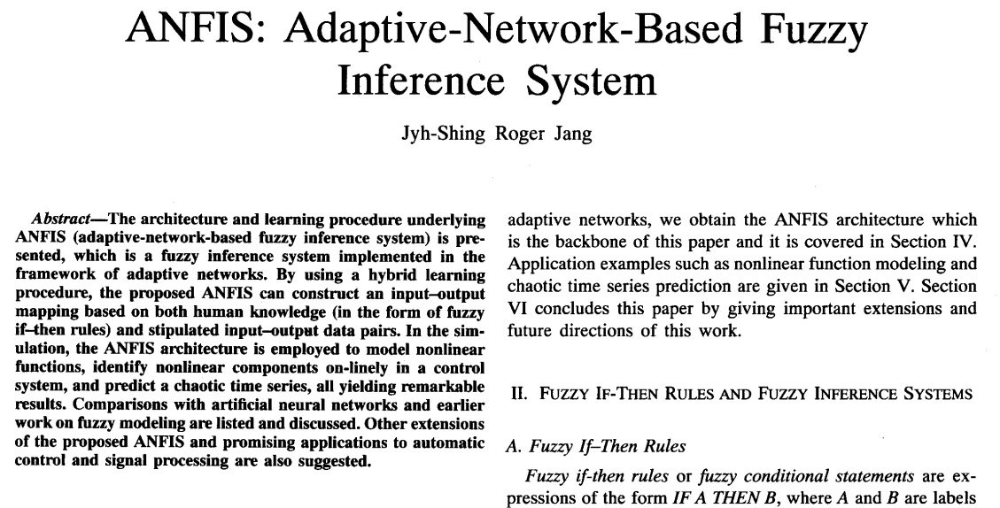 ANFIS: Adaptive-Network-Based Fuzzy
Inference System
Jyh-Shing Roger Jang
Abstract—The architecture and learning procedure underlying
ANFIS (adaptive-network-based fuzzy inference system) is pre-
sented, which is a fuzzy inference system implemented in the
framework of adaptive networks. By using a hybrid learning
procedure, the proposed ANFIS can construct an input–output
mapping based on both human knowledge (in the form of fuzzy
if–then rules) and stipulated input–output data pairs. In the sim-
ulation, the ANFIS architecture is employed to model nonlinear
functions, identify nonlinear components on-linely in a control
system, and predict a chaotic time series, all yielding remarkable
results. Comparisons with artificial neural networks and earlier
work on fuzzy modeling are listed and discussed. Other extensions
of the proposed ANFIS and promising applications to automatic
control and signal processing are also suggested.
adaptive networks, we obtain the ANFIS architecture which
is the backbone of this paper and it is covered in Section IV.
Application examples such as nonlinear function modeling and
chaotic time series prediction are given in Section V. Section
VI concludes this paper by giving important extensions and
future directions of this work.
II. FUZZY IF-THEN RULES AND FUZZY INFERENCE SYSTEMS
A. Fuzzy If–Then Rules
Fuzzy if-then rules or fuzzy conditional statements are ex-
pressions of the form IF A THEN B, where A and B are labels